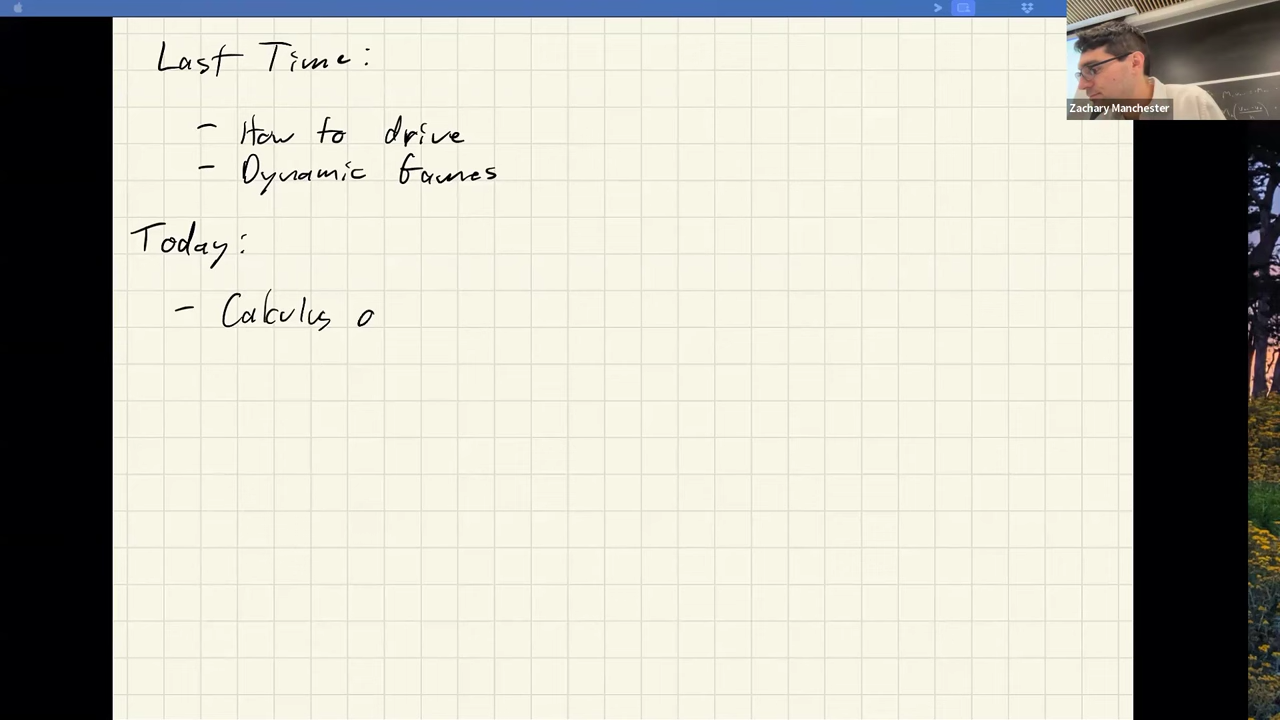 Last Time:
- How to drive
- Dynamic Games
Today:
- Calculus o
Zachary Manchester